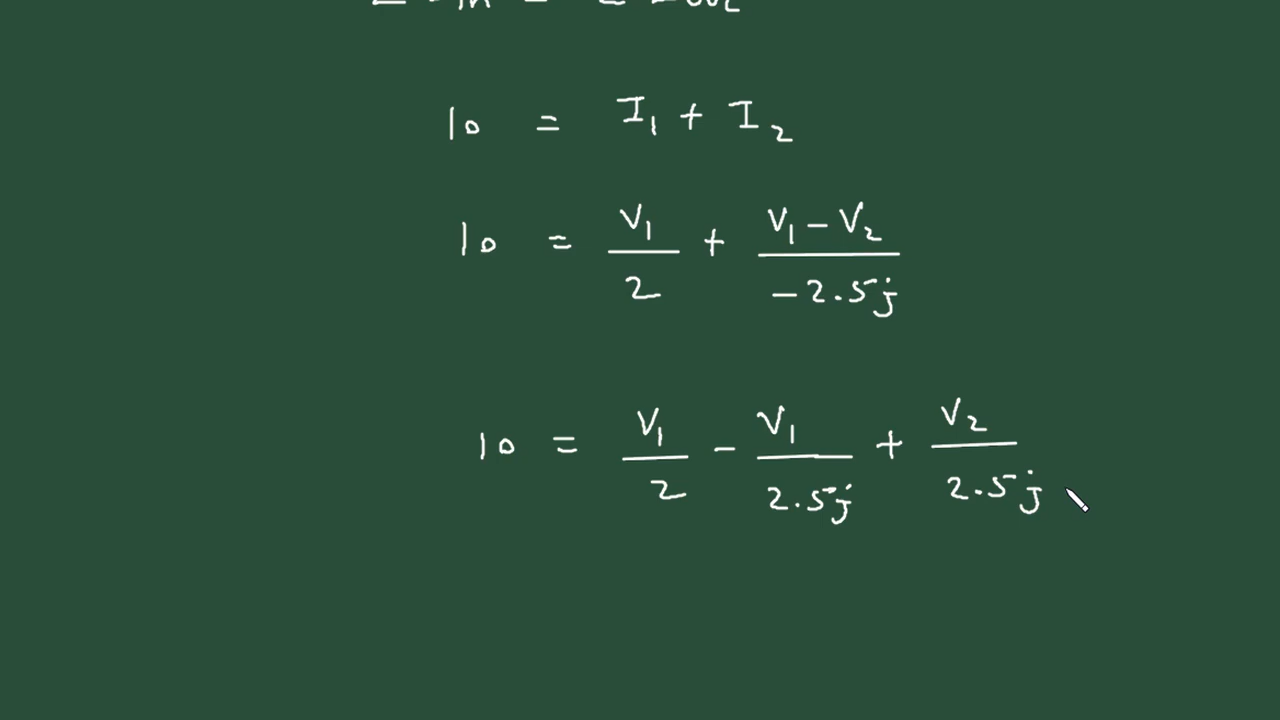 10 = I₁ + I₂
10 = V₁/2 + (V₁ - V₂)/(-2.5j)
10 = V₁/2 - V₁/2.5j + V₂/2.5j